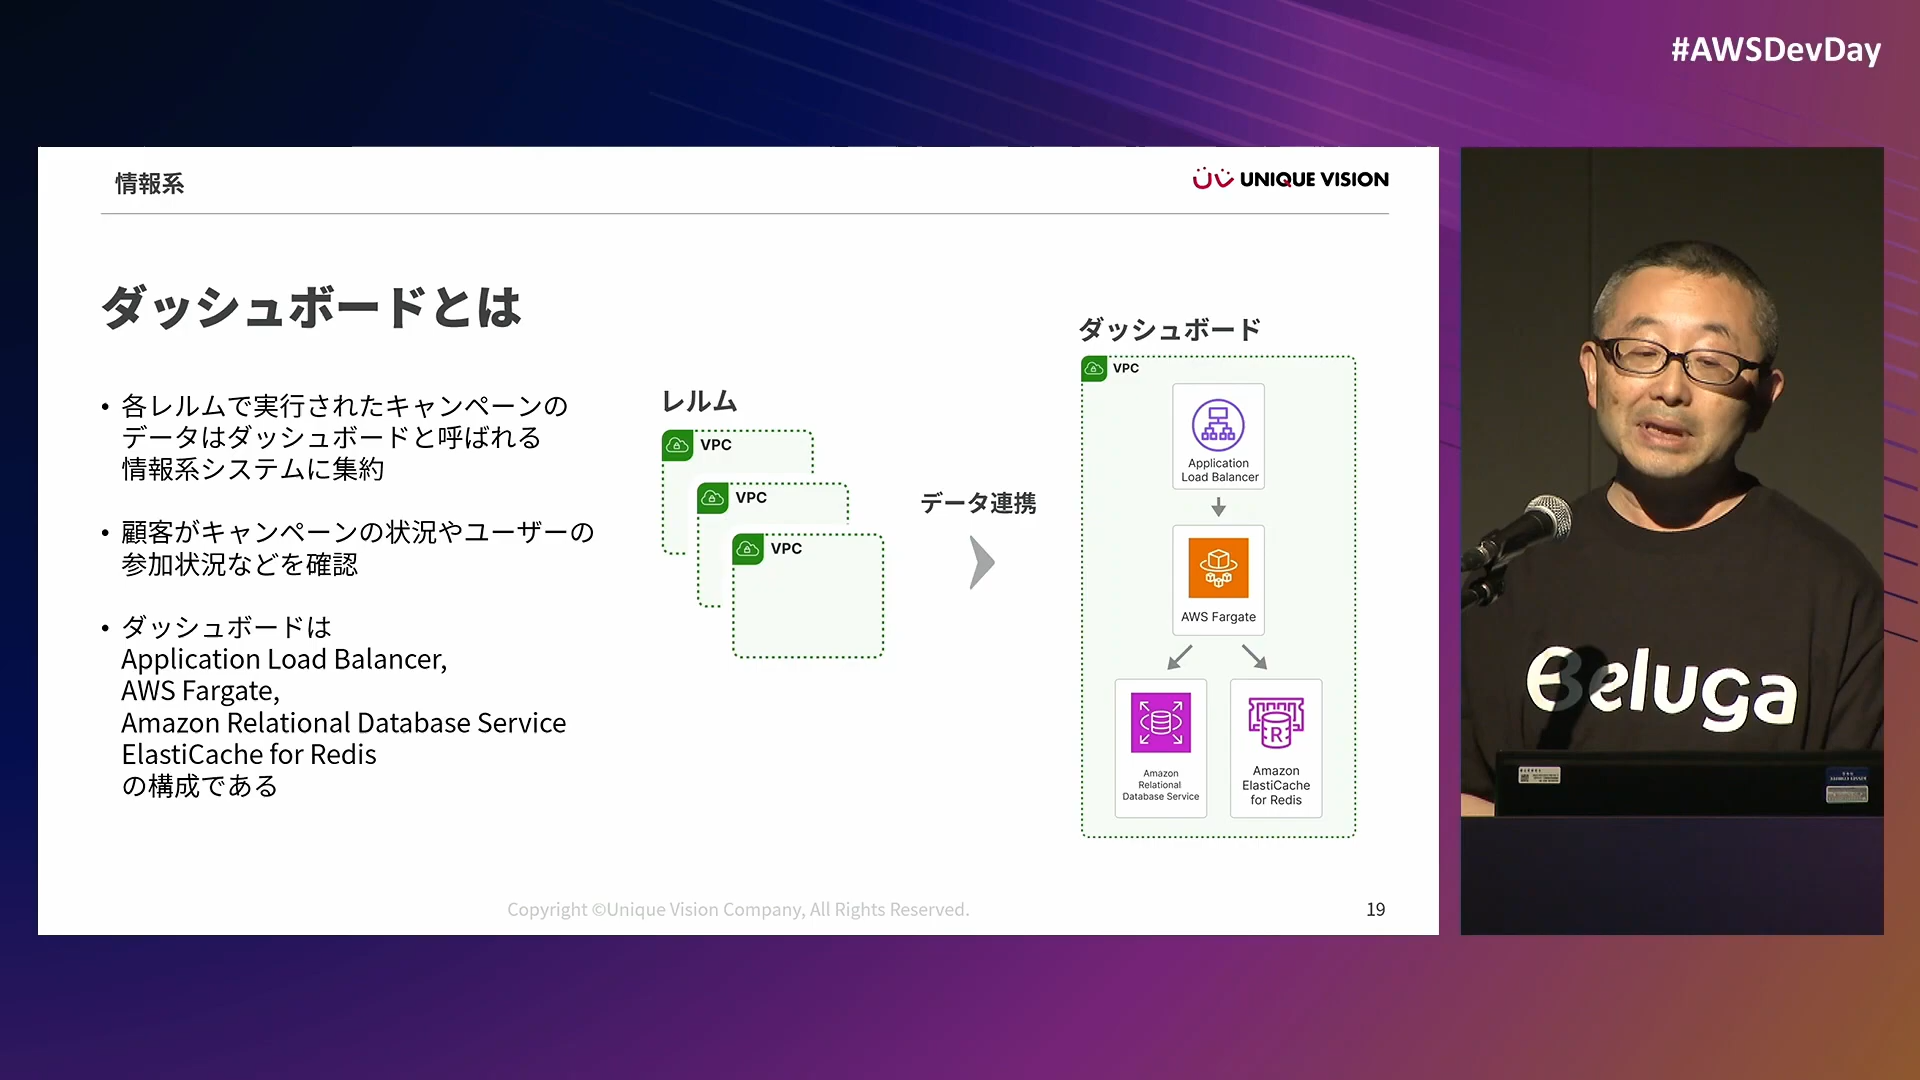 #AWSDevDay
情報系
UNIQUE VISION
ダッシュボードとは
• 各レルムで実行されたキャンペーンの
データはダッシュボードと呼ばれる
情報系システムに集約
• 顧客がキャンペーンの状況やユーザーの
参加状況などを確認
• ダッシュボードは
Application Load Balancer,
AWS Fargate,
Amazon Relational Database Service
ElastiCache for Redis
の構成である
レルム
VPC
VPC
VPC
データ連携
ダッシュボード
VPC
Application
Load Balancer
AWS Fargate
Amazon
Relational
Database Service
R
Amazon
ElastiCache
for Redis
Copyright ©Unique Vision Company, All Rights Reserved.
19
Beluga